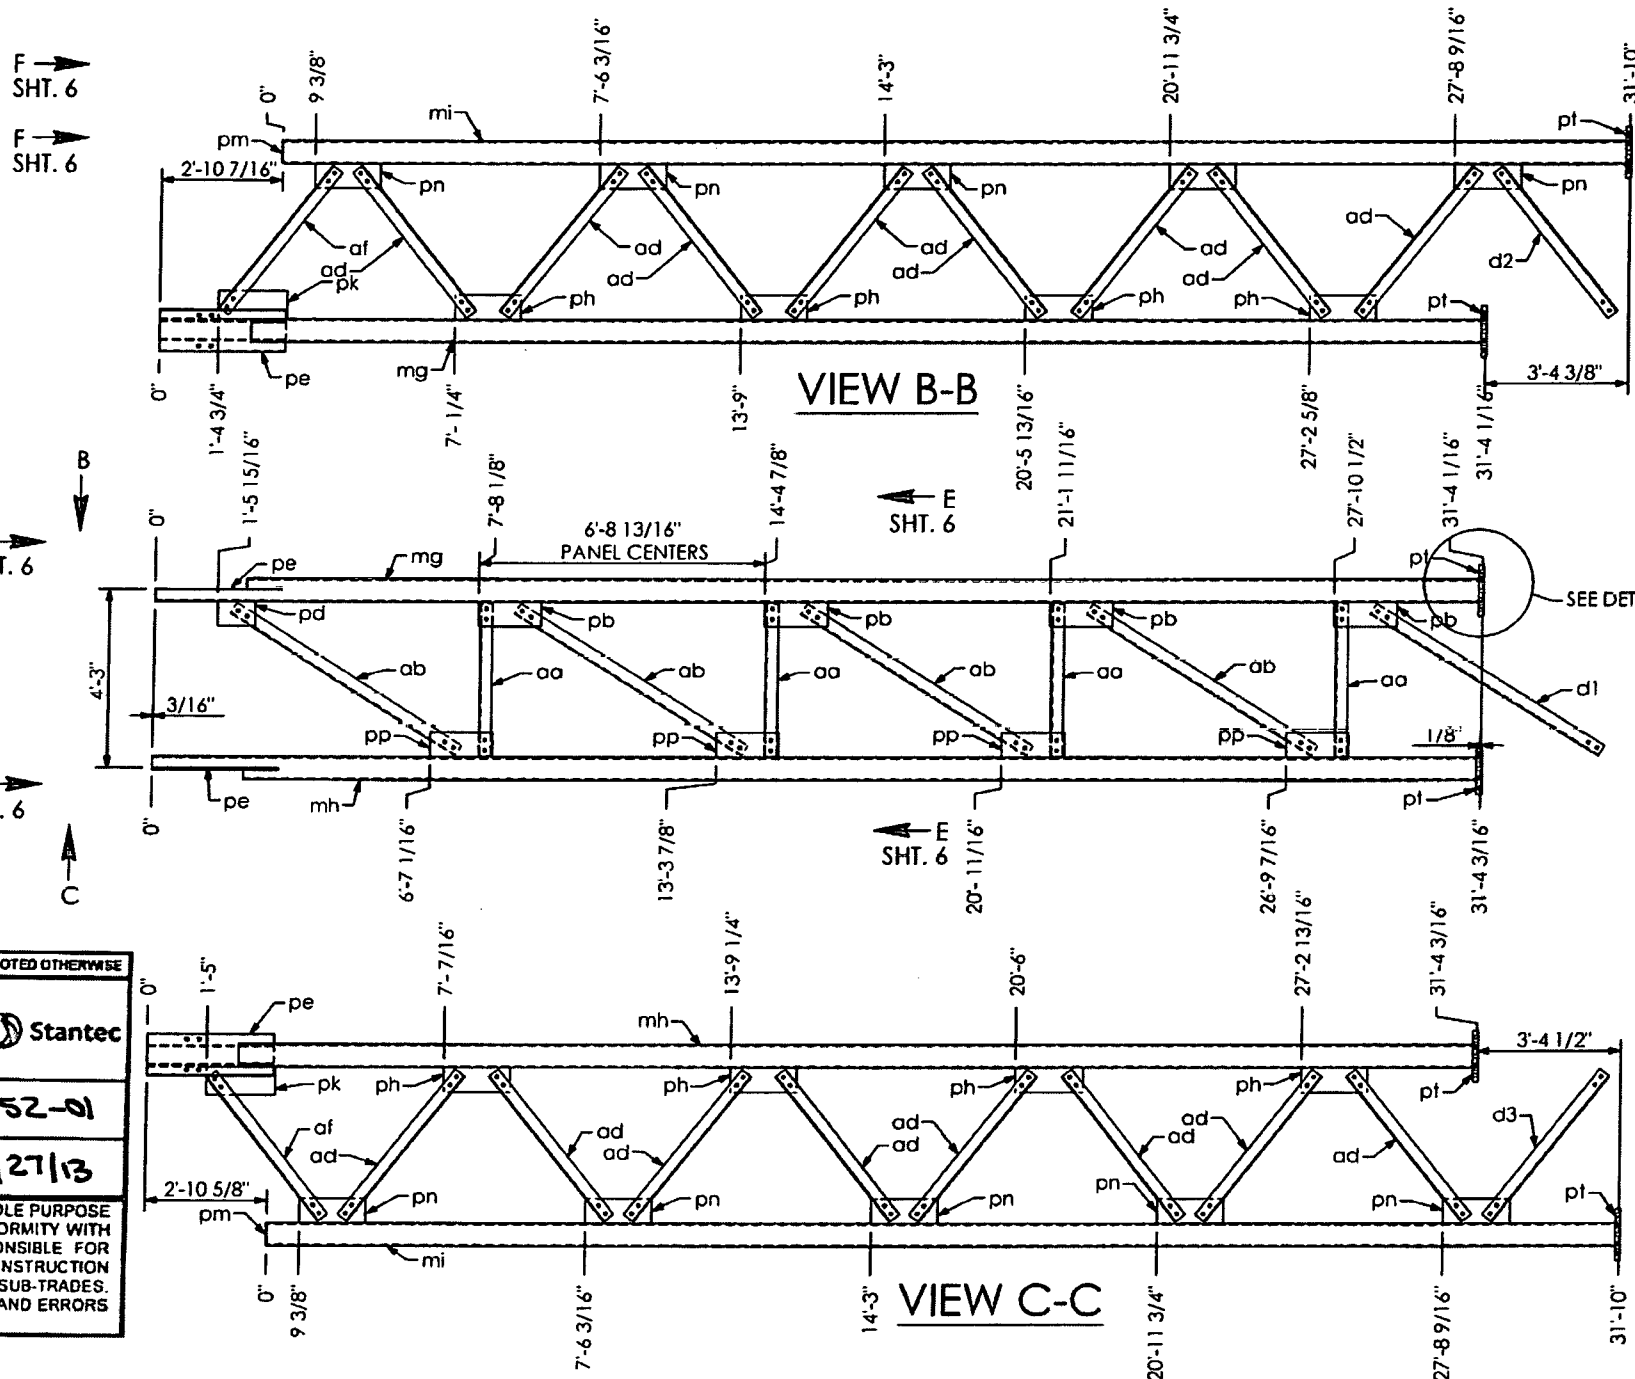 F
SHT. 6
F
SHT. 6
0"
9 3/8"
7'-6 3/16"
14'-3"
20'-11 3/4"
27'-8 9/16"
31'-10"
mi
pm
pt
2'-10 7/16"
pn
pn
pn
pn
af
ad
pk
ad
ad
ad
ad
ad
ad
ad
d2
ph
ph
ph
ph
pt
pe
mg
0"
1'-4 3/4"
7'- 1/4"
13'-9"
20'-5 13/16"
27'-2 5/8"
31'-4 1/16"
3'-4 3/8"
VIEW B-B
B
0"
1'-5 15/16"
7'-8 1/8"
14'-4 7/8"
21'-1 11/16"
27'-10 1/2"
31'-4 1/16"
6'-8 13/16"
PANEL CENTERS
E
SHT. 6
T. 6
pe
mg
pt
SEE DET
pd
pb
pb
pb
pb
4'-3"
ab
aa
ab
aa
ab
aa
ab
aa
d1
3/16"
pp
pp
pp
pp
1/8"
pe
mh
pt
. 6
0"
6'-7 1/16"
13'-3 7/8"
20'- 11/16"
26'-9 7/16"
31'-4 3/16"
E
SHT. 6
C
OTED OTHERWISE
Stantec
52-01
27/13
OLE PURPOSE
ORMITY WITH
ONSIBLE FOR
NSTRUCTION
SUB-TRADES.
AND ERRORS
0"
1'-5"
7'- 7/16"
13'-9 1/4"
20'-6"
27'-2 13/16"
31'-4 3/16"
pe
mh
3'-4 1/2"
pk
ph
ph
ph
ph
pt
af
ad
ad
ad
ad
ad
ad
ad
ad
d3
2'-10 5/8"
pm
pn
pn
pn
pn
pn
pt
mi
0"
9 3/8"
7'-6 3/16"
14'-3"
20'-11 3/4"
27'-8 9/16"
31'-10"
VIEW C-C